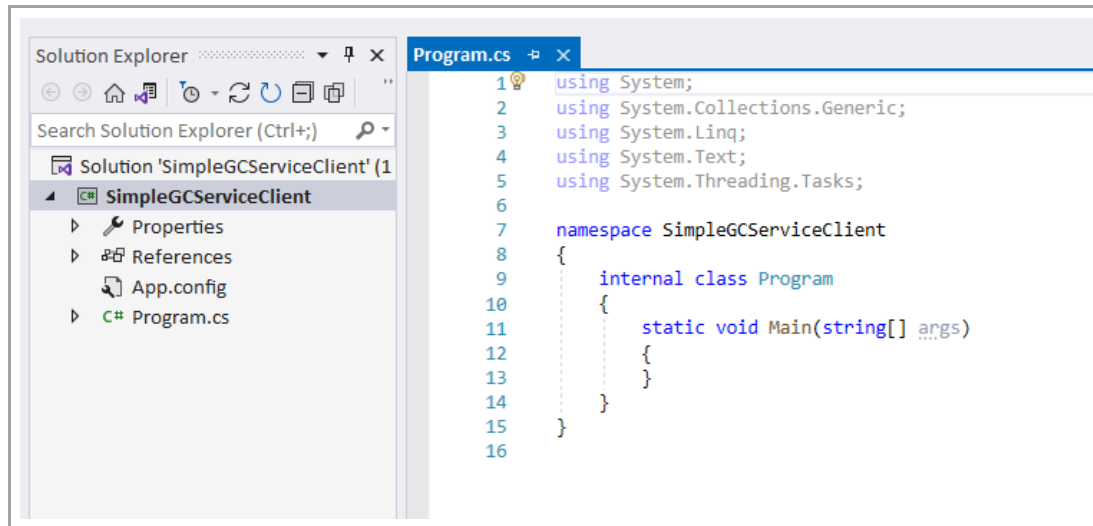 Solution Explorer
Search Solution Explorer (Ctrl+;)
Solution 'SimpleGCServiceClient' (1
C# SimpleGCServiceClient
Properties
References
App.config
C# Program.cs
Program.cs
1 using System;
2 using System.Collections.Generic;
3 using System.Linq;
4 using System.Text;
5 using System.Threading.Tasks;
6
7 namespace SimpleGCServiceClient
8 {
9 internal class Program
10 {
11 static void Main(string[] args)
12 {
13 }
14 }
15 }
16